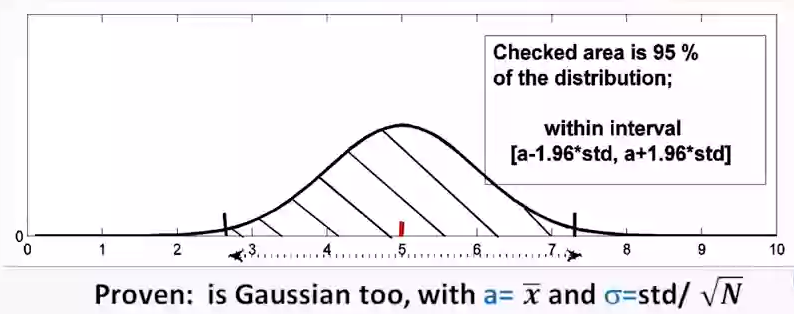 Checked area is 95 %
of the distribution;
within interval
[a-1.96*std, a+1.96*std]
0
0 1 2 3 4 5 6 7 8 9 10
Proven: is Gaussian too, with a= x̅ and σ=std/ √N